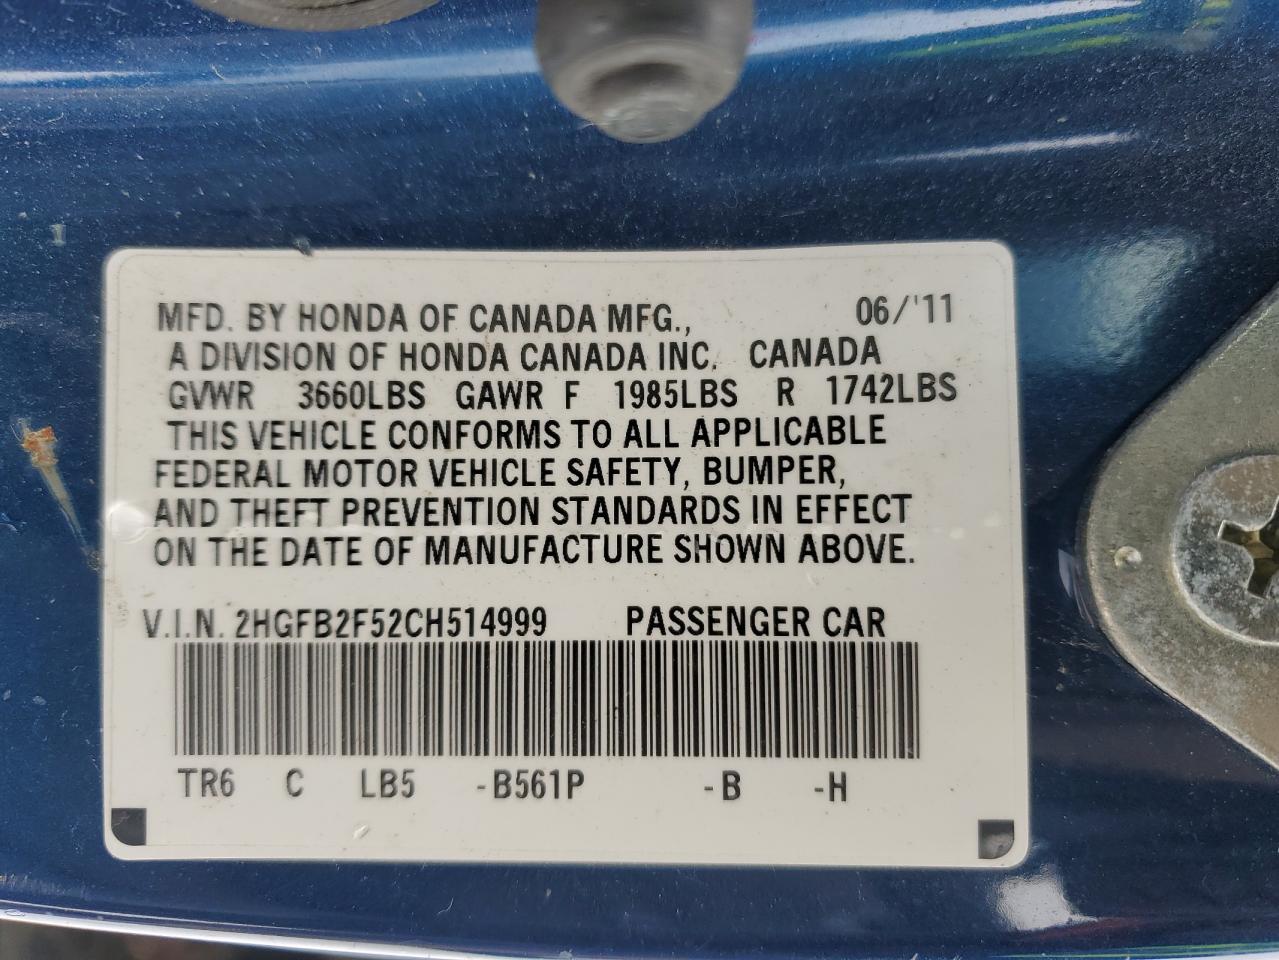 MFD. BY HONDA OF CANADA MFG., 06/'11
A DIVISION OF HONDA CANADA INC. CANADA
GVWR 3660LBS GAWR F 1985LBS R 1742LBS
THIS VEHICLE CONFORMS TO ALL APPLICABLE
FEDERAL MOTOR VEHICLE SAFETY, BUMPER,
AND THEFT PREVENTION STANDARDS IN EFFECT
ON THE DATE OF MANUFACTURE SHOWN ABOVE.
V.I.N. 2HGFB2F52CH514999 PASSENGER CAR
TR6 C LB5 -B561P -B -H